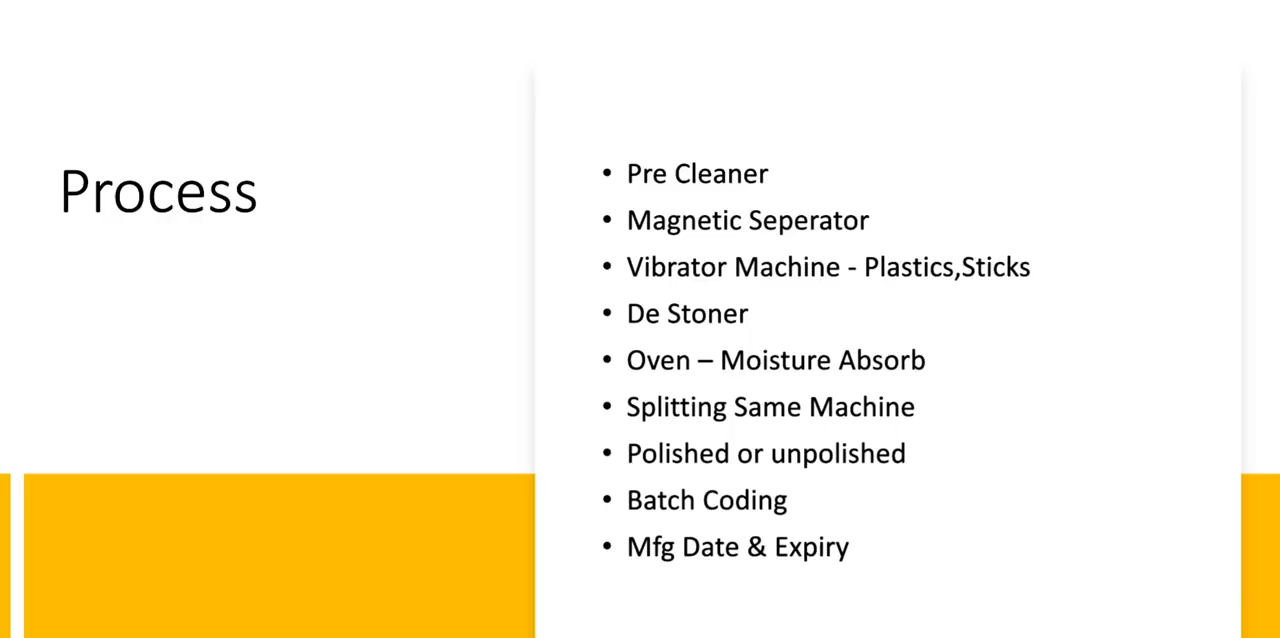 Process
• Pre Cleaner
• Magnetic Seperator
• Vibrator Machine - Plastics,Sticks
• De Stoner
• Oven – Moisture Absorb
• Splitting Same Machine
• Polished or unpolished
• Batch Coding
• Mfg Date & Expiry